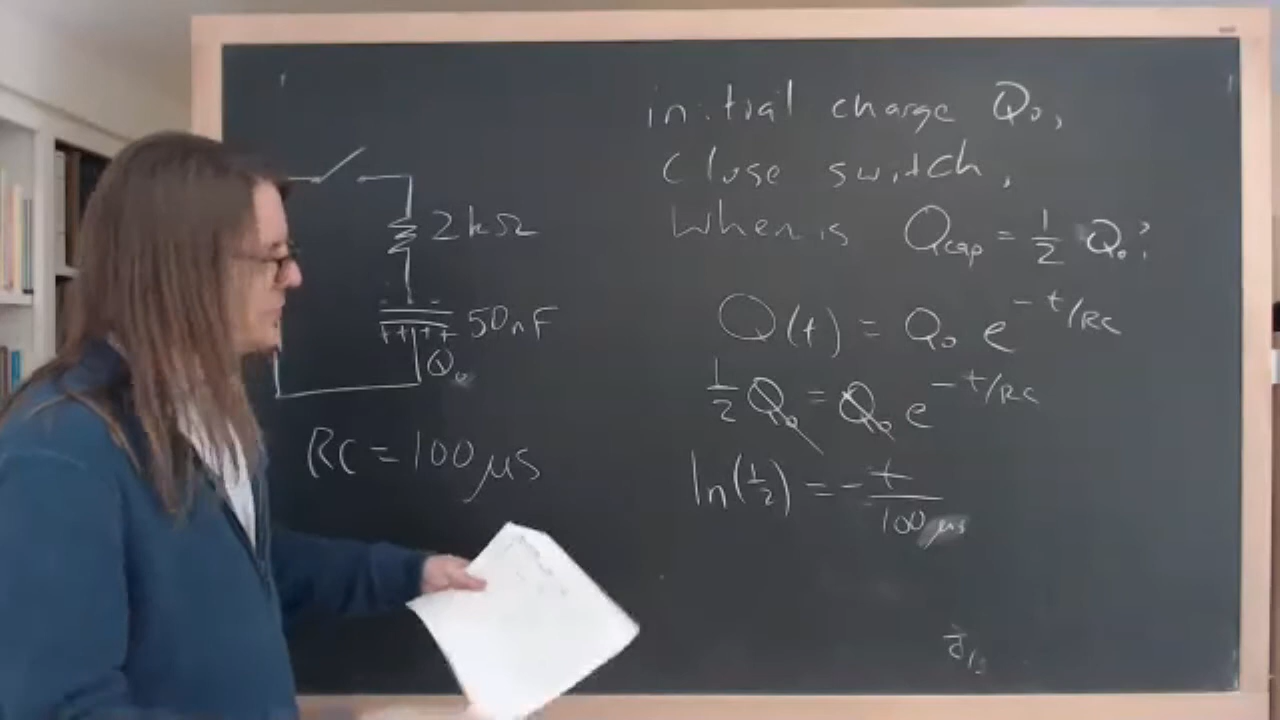 initial charge Q₀,
Close switch,
When is Q_cap = 1/2 Q₀?
Q(t) = Q₀ e^(-t/RC)
1/2 Q₀ = Q₀ e^(-t/RC)
ln(1/2) = -t/100 μs
2kΩ
-- --
++++ 50nF
Q₀
RC = 100 μs